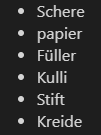 • Schere
• papier
• Füller
• Kulli
• Stift
• Kreide